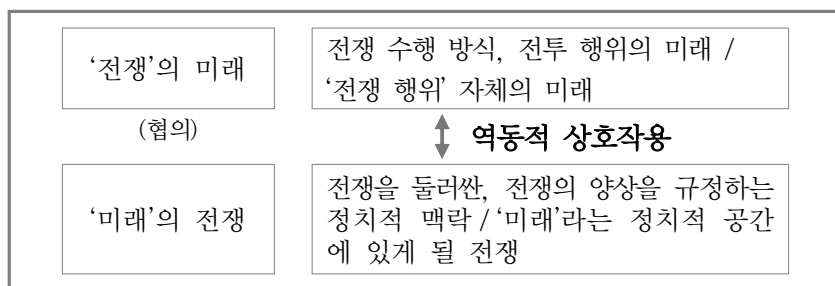 ‘전쟁’의 미래
(협의)
전쟁 수행 방식, 전투 행위의 미래 /
‘전쟁 행위’ 자체의 미래
역동적 상호작용
‘미래’의 전쟁
전쟁을 둘러싼, 전쟁의 양상을 규정하는
정치적 맥락 / ‘미래’라는 정치적 공간
에 있게 될 전쟁